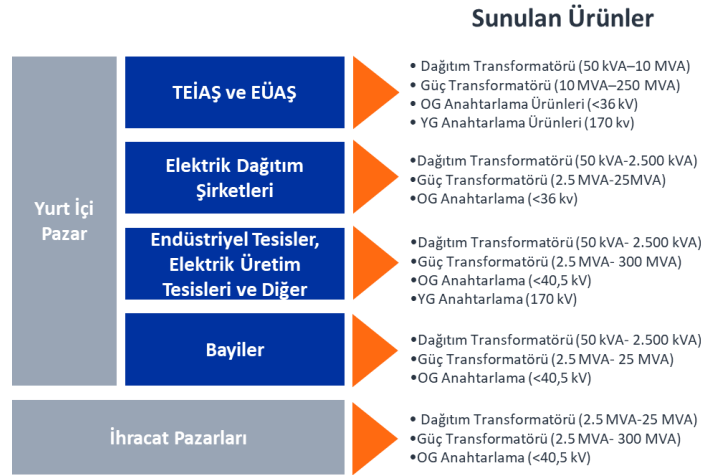 Sunulan Ürünler
Yurt İçi
Pazar
TEİAŞ ve EÜAŞ
• Dağıtım Transformatörü (50 kVA–10 MVA)
• Güç Transformatörü (10 MVA–250 MVA)
• OG Anahtarlama Ürünleri (<36 kv)
• YG Anahtarlama Ürünleri (170 kv)
Elektrik Dağıtım
Şirketleri
•Dağıtım Transformatörü (50 kVA-2.500 kVA)
•Güç Transformatörü (2.5 MVA-25MVA)
•OG Anahtarlama (<36 kv)
Endüstriyel Tesisler,
Elektrik Üretim
Tesisleri ve Diğer
•Dağıtım Transformatörü (50 kVA- 2.500 kVA)
•Güç Transformatörü (2.5 MVA- 300 MVA)
•OG Anahtarlama (<40,5 kV)
•YG Anahtarlama (170 kV)
Bayiler
•Dağıtım Transformatörü (50 kVA- 2.500 kVA)
•Güç Transformatörü (2.5 MVA- 25 MVA)
•OG Anahtarlama (<40,5 kV)
İhracat Pazarları
• Dağıtım Transformatörü (2.5 MVA-25 MVA)
•Güç Transformatörü (2.5 MVA- 300 MVA)
•OG Anahtarlama (<40,5 kV)